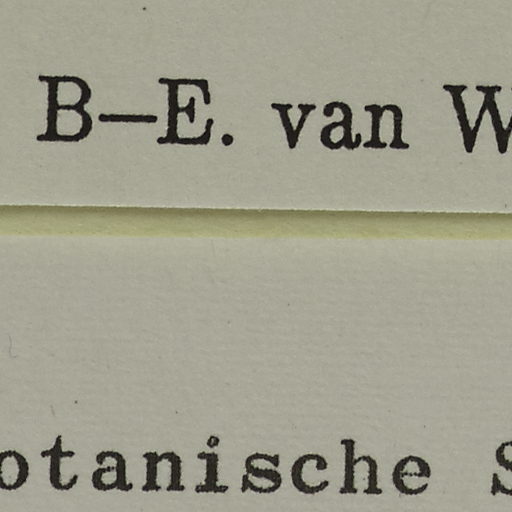 B–E. van W
otanische S